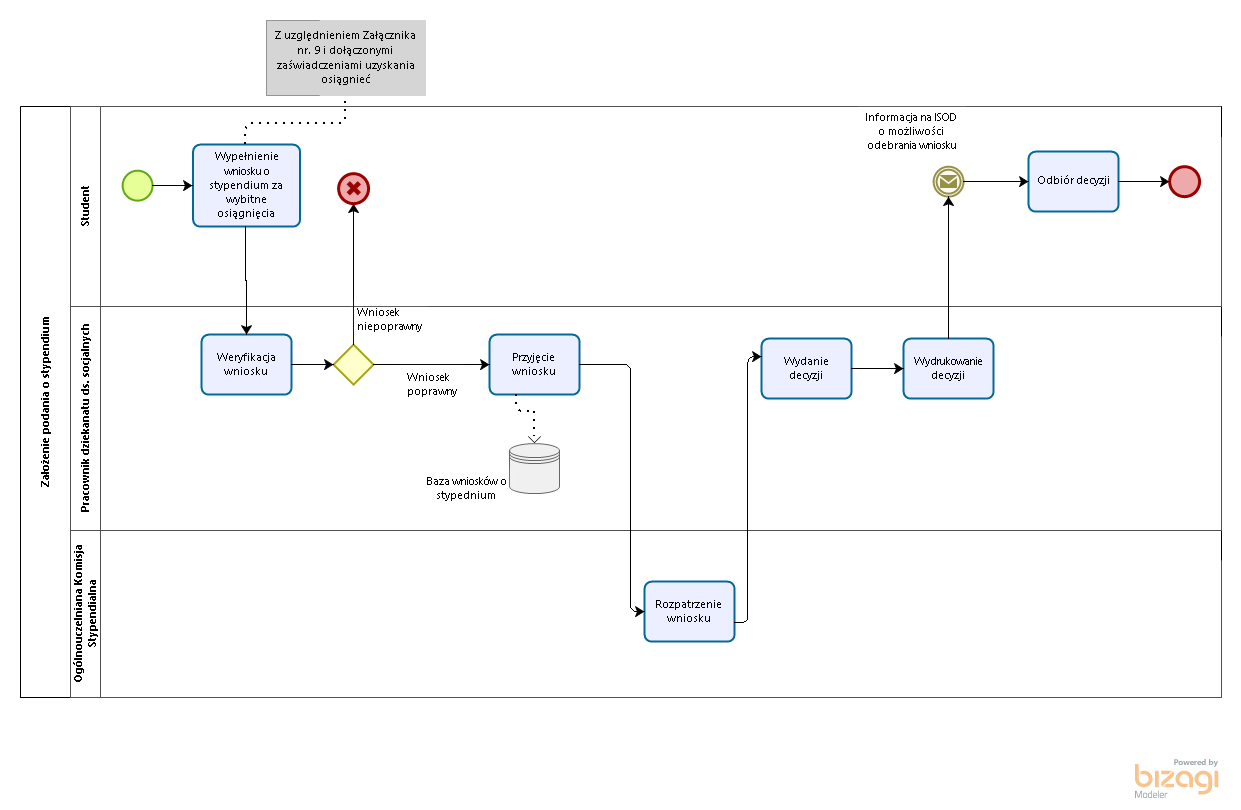 Z uględnieniem Załącznika
nr. 9 i dołączonymi
zaświadczeniami uzyskania
osiągnieć
Założenie podania o stypendium
Student
Wypełnienie
wniosku o
stypendium za
wybitne
osiągnięcia
Informacja na ISOD
o możliwości
odebrania wniosku
Odbiór decyzji
Pracownik dziekanatu ds. socjalnych
Weryfikacja
wniosku
Wniosek
niepoprawny
Wniosek
poprawny
Przyjęcie
wniosku
Baza wniosków o
stypednium
Wydanie
decyzji
Wydrukowanie
decyzji
Ogólnouczelniana Komisja
Stypendialna
Rozpatrzenie
wniosku
Powered by
bizagi
Modeler